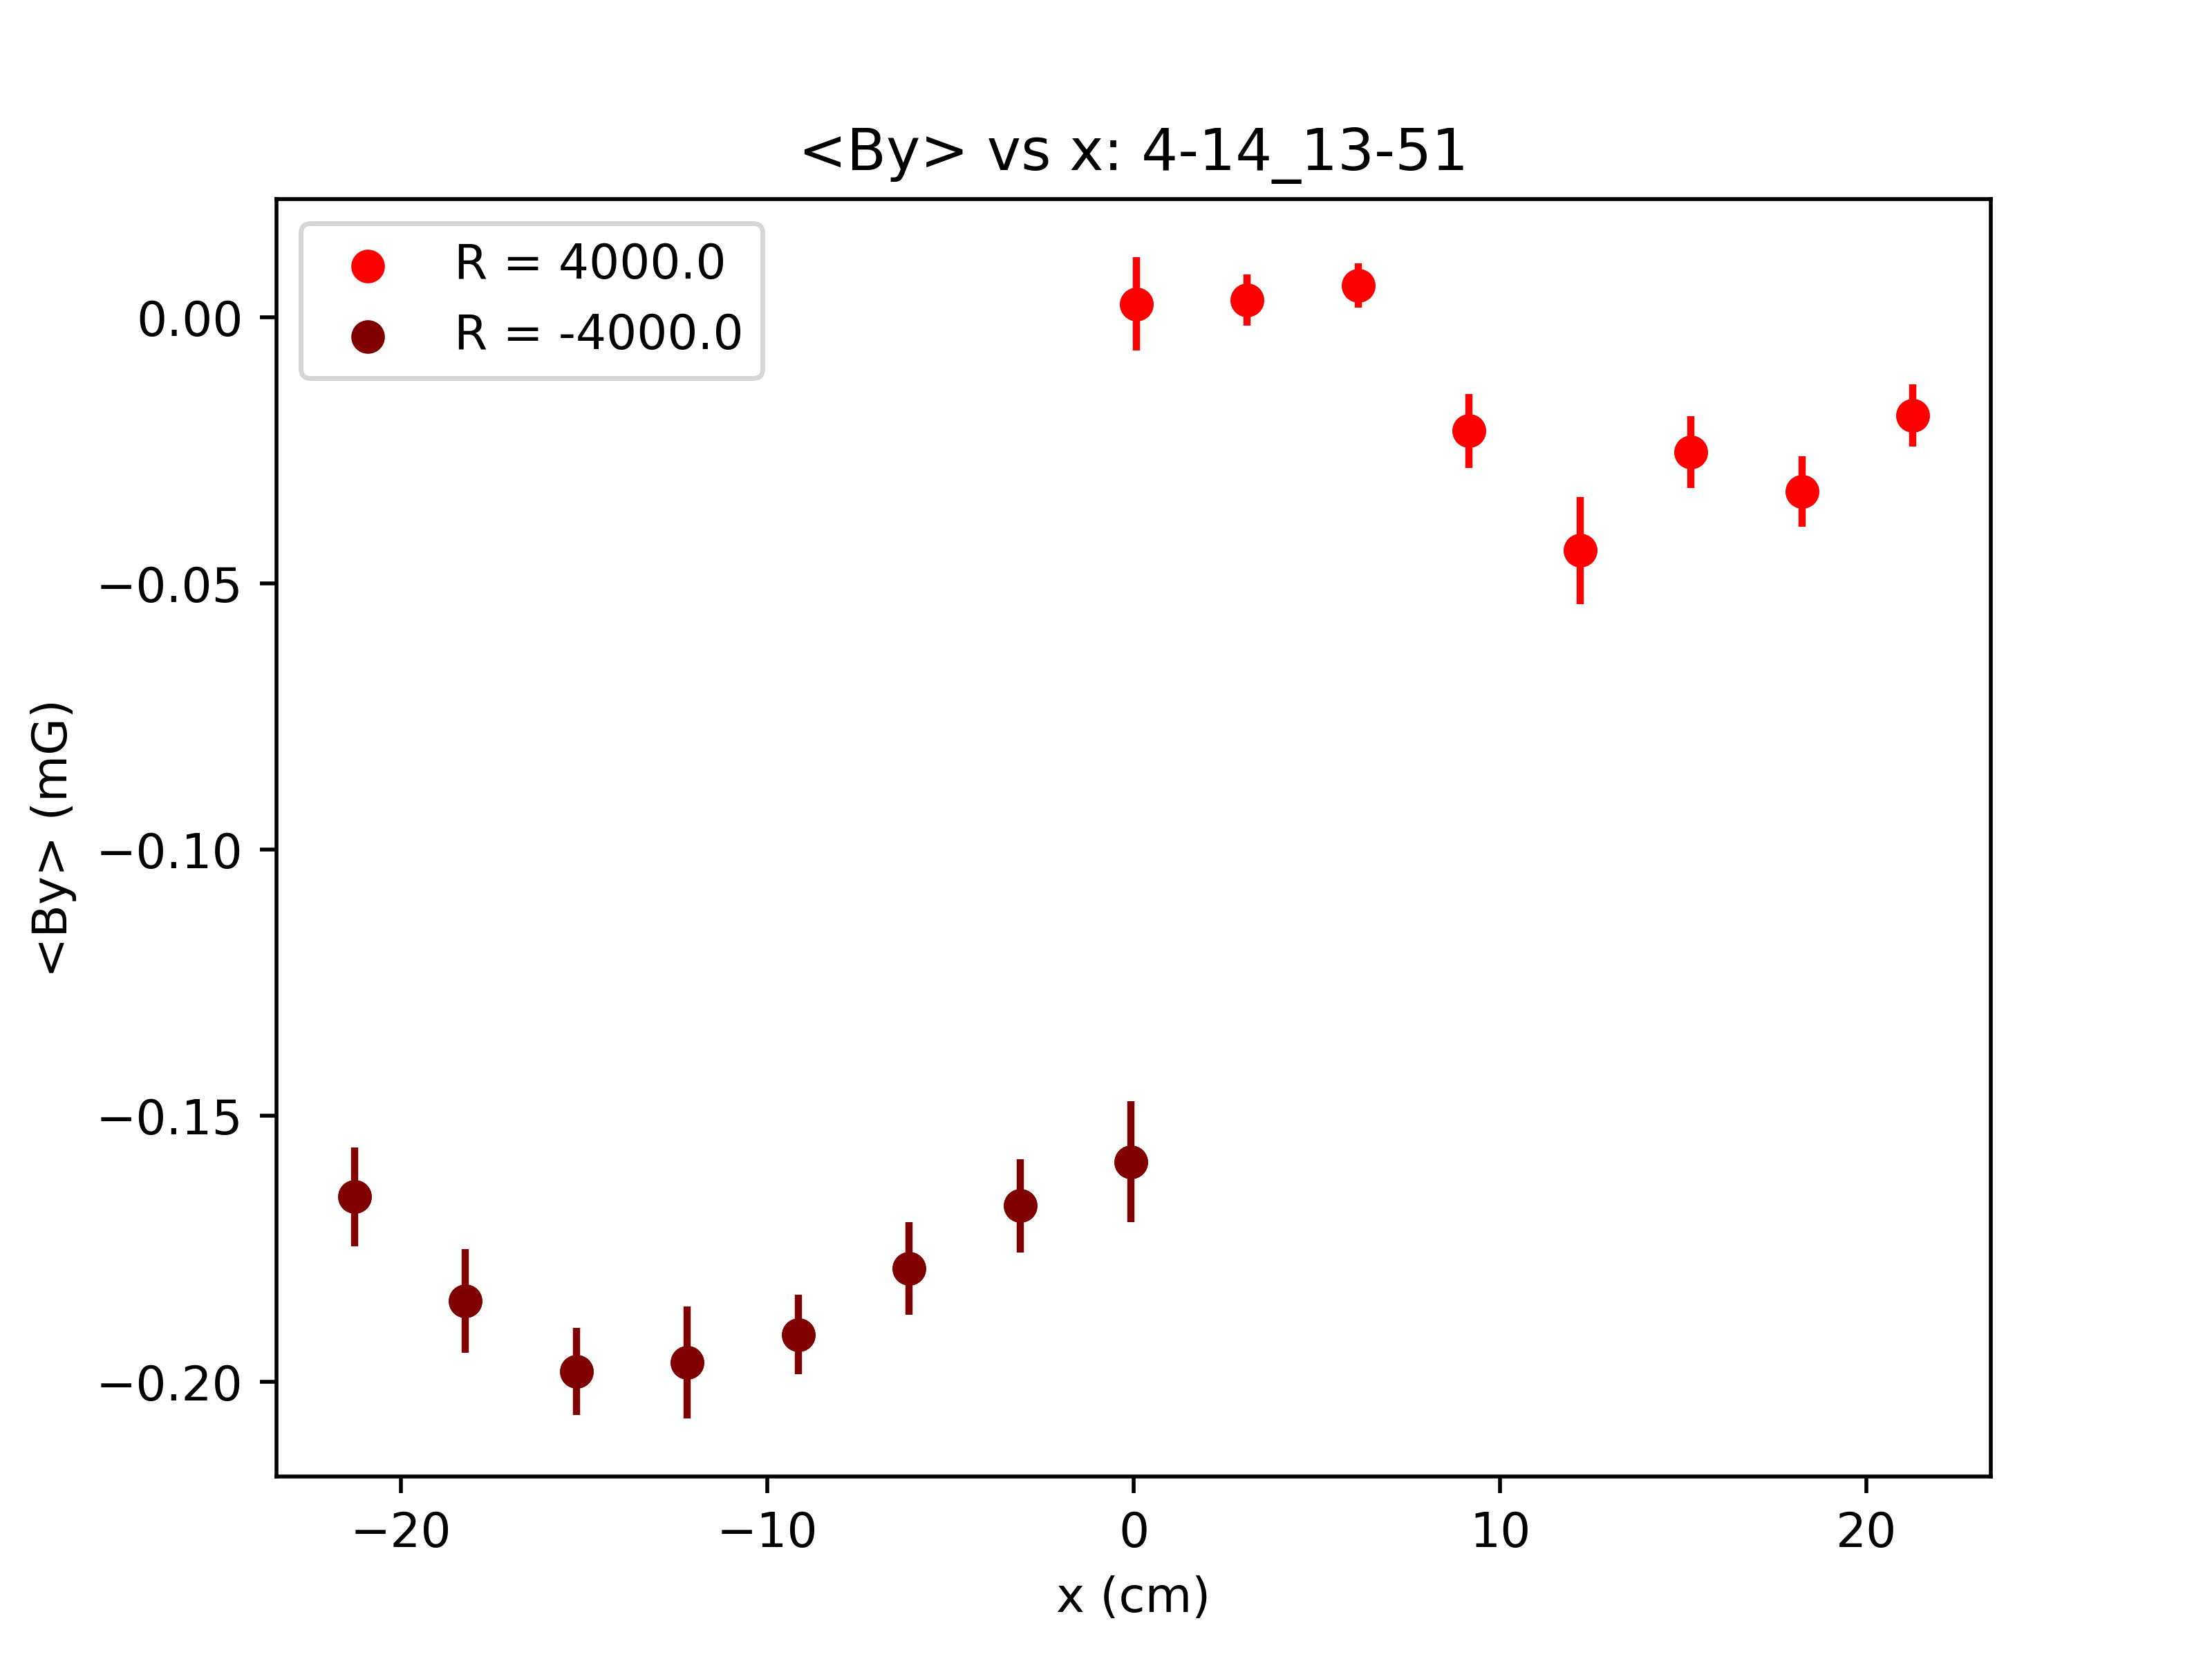 <By> vs x: 4-14_13-51
R = 4000.0
R = -4000.0
0.00
−0.05
−0.10
−0.15
−0.20
<By> (mG)
−20 −10 0 10 20
x (cm)